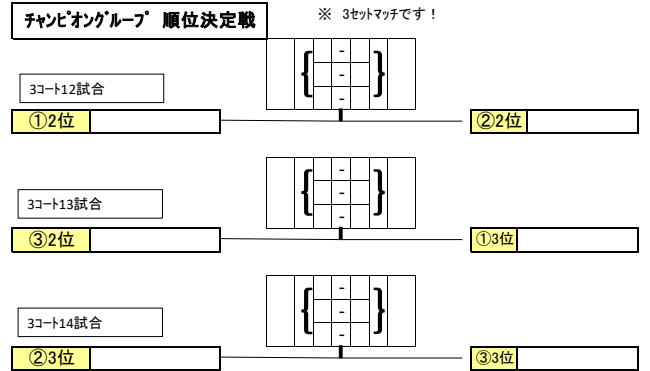 チャンピオングループ 順位決定戦
※ 3セットマッチです！
-
-
-
3コート12試合
①2位
②2位
-
-
-
3コート13試合
③2位
①3位
-
-
-
3コート14試合
②3位
③3位